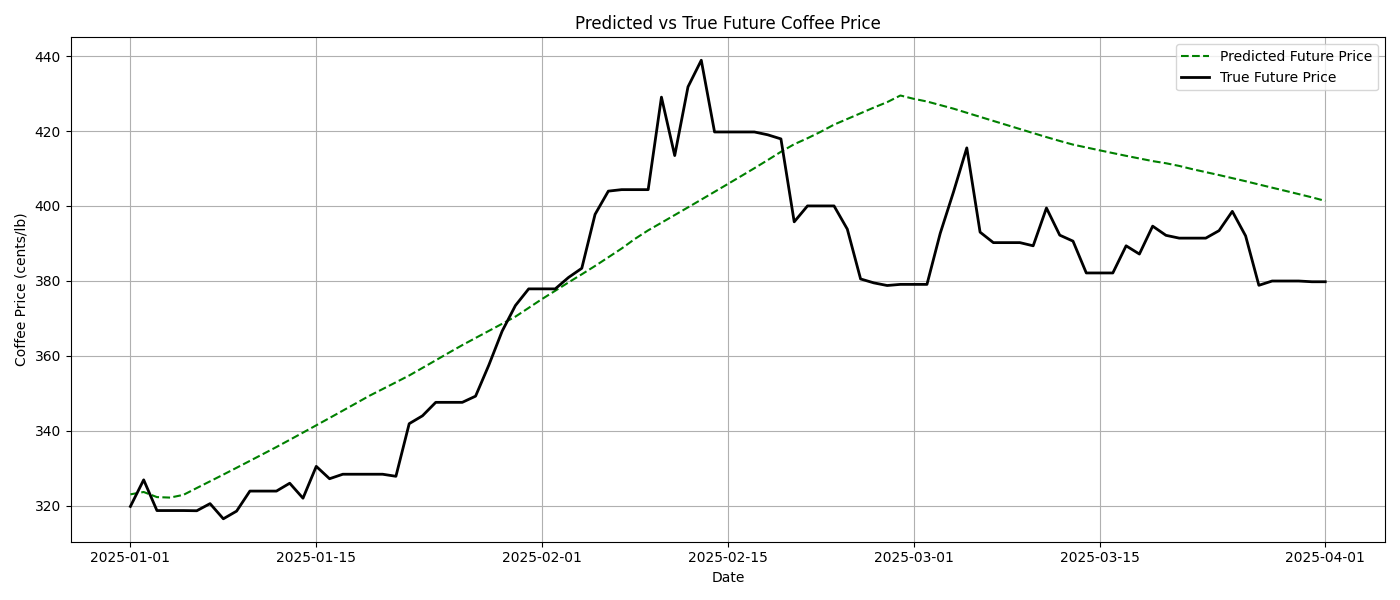 Predicted vs True Future Coffee Price
Predicted Future Price
True Future Price
Coffee Price (cents/lb)
440
420
400
380
360
340
320
2025-01-01
2025-01-15
2025-02-01
2025-02-15
2025-03-01
2025-03-15
2025-04-01
Date